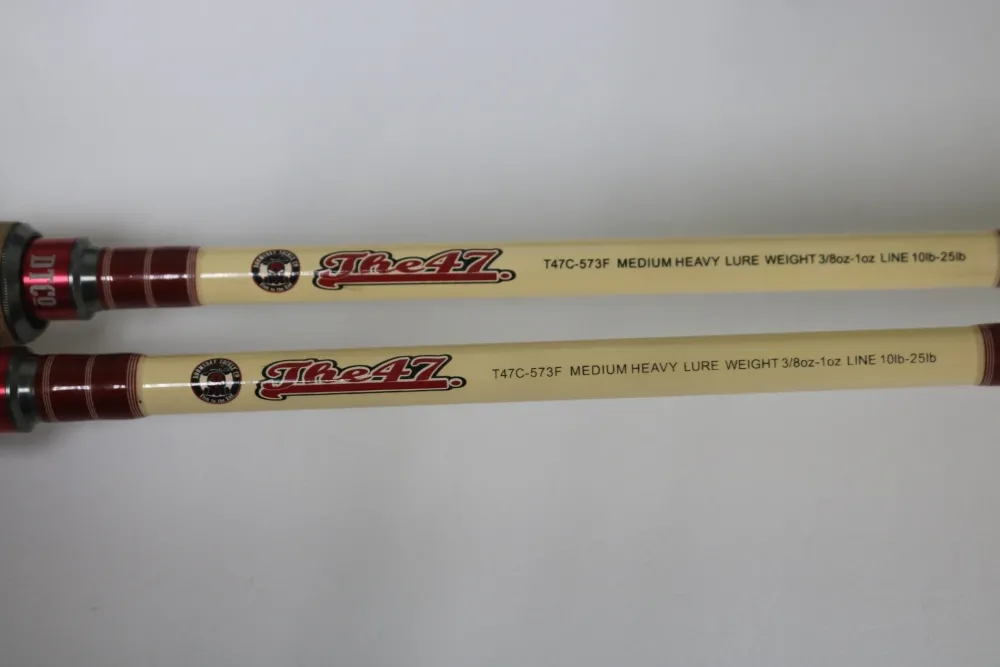 DTCo
The47.
T47C-573F MEDIUM HEAVY LURE WEIGHT 3/8oz-1oz LINE 10lb-25lb
The47.
T47C-573F MEDIUM HEAVY LURE WEIGHT 3/8oz-1oz LINE 10lb-25lb